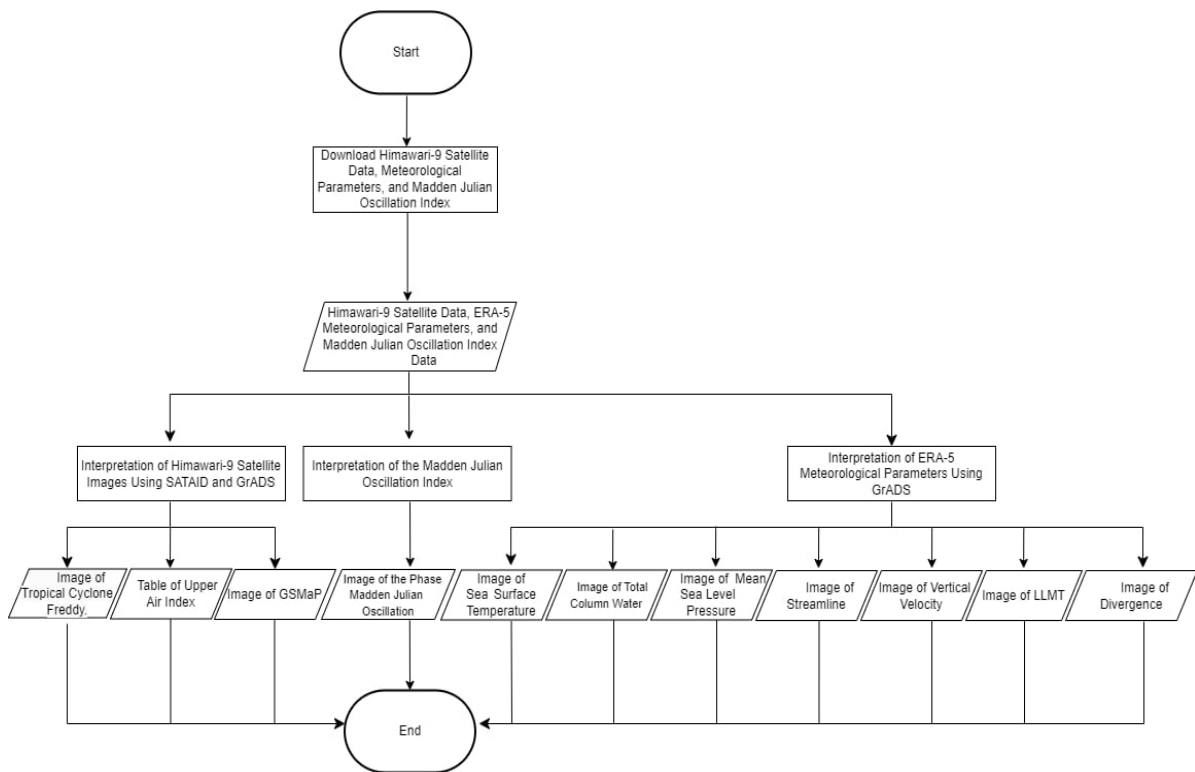 Start
Download Himawari-9 Satellite
Data, Meteorological
Parameters, and Madden Julian
Oscillation Index
Himawari-9 Satellite Data, ERA-5
Meteorological Parameters, and
Madden Julian Oscillation Index
Data
Interpretation of Himawari-9 Satellite
Images Using SATAID and GrADS
Interpretation of the Madden Julian
Oscillation Index
Interpretation of ERA-5
Meteorological Parameters Using
GrADS
Image of
Tropical Cyclone
Freddy.
Table of Upper
Air Index
Image of GSMaP
Image of the Phase
Madden Julian
Oscillation
Image of
Sea Surface
Temperature
Image of Total
Column Water
Image of Mean
Sea Level
Pressure
Image of
Streamline
Image of Vertical
Velocity
Image of LLMT
Image of
Divergence
End